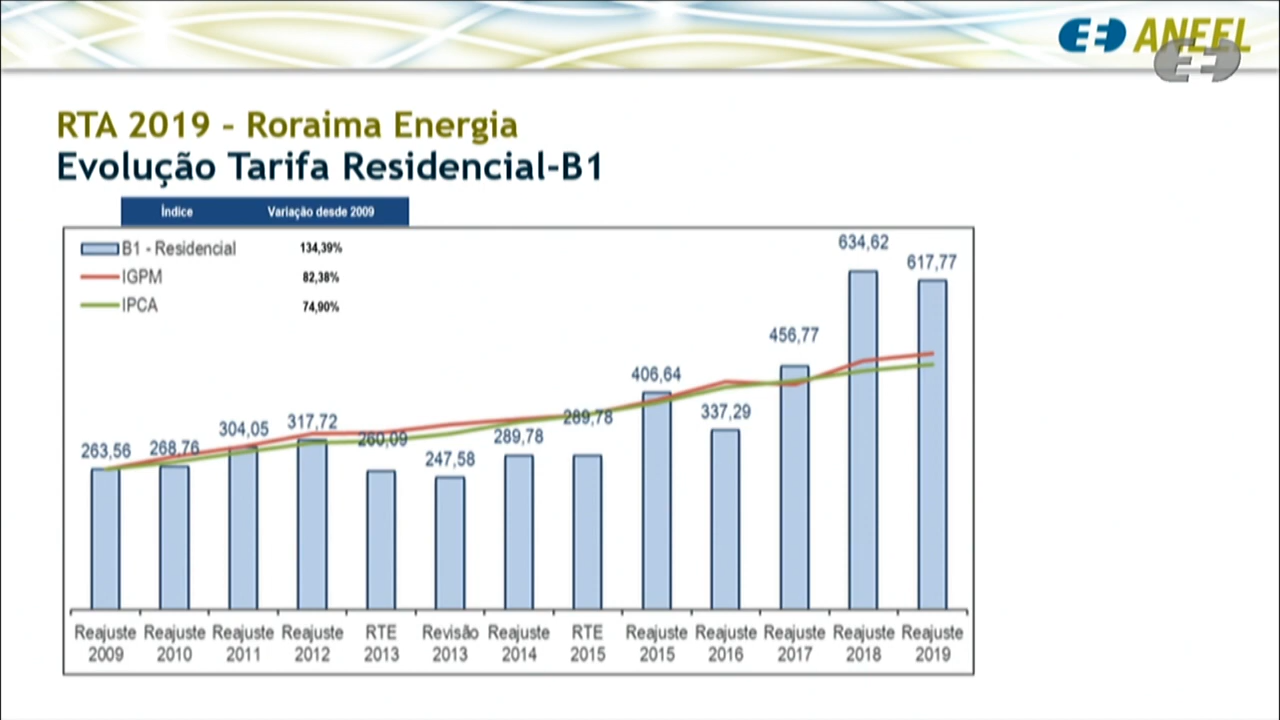 ANEEL
RTA 2019 – Roraima Energia
Evolução Tarifa Residencial-B1
Índice Variação desde 2009
B1 - Residencial 134,39%
IGPM 82,38%
IPCA 74,90%
263,56 268,76 304,05 317,72 260,09 247,58 289,78 289,78 406,64 337,29 456,77 634,62 617,77
Reajuste Reajuste Reajuste Reajuste RTE Revisão Reajuste RTE Reajuste Reajuste Reajuste Reajuste Reajuste
2009 2010 2011 2012 2013 2013 2014 2015 2015 2016 2017 2018 2019